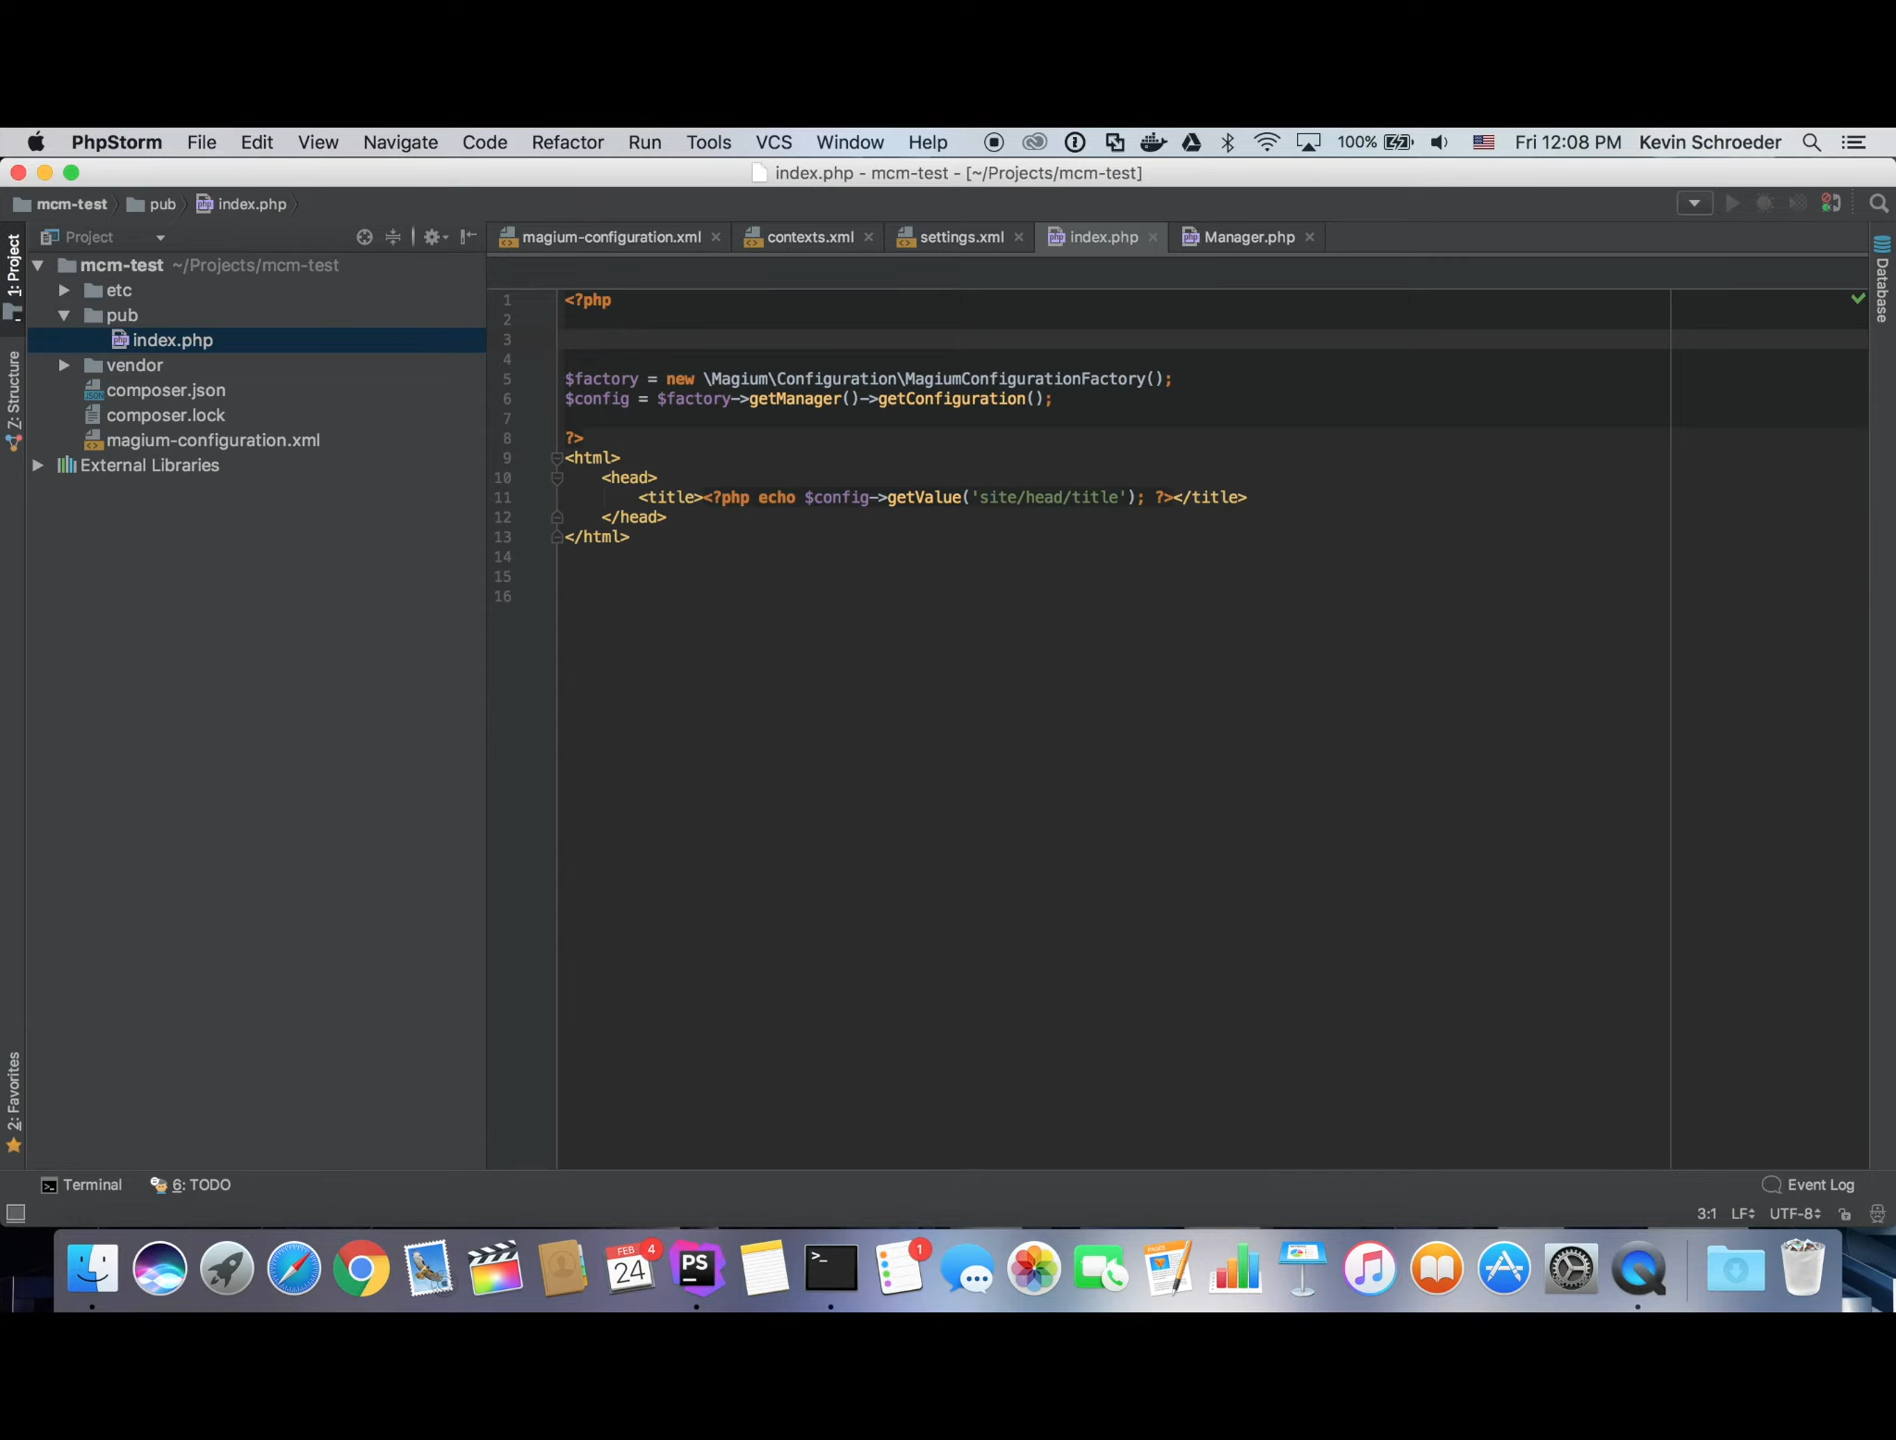 PhpStorm File Edit View Navigate Code Refactor Run Tools VCS Window Help 100% Fri 12:08 PM Kevin Schroeder
index.php - mcm-test - [~/Projects/mcm-test]
mcm-test pub index.php
Project
magium-configuration.xml contexts.xml settings.xml index.php Manager.php
1: Project
Z: Structure
2: Favorites
Database
mcm-test ~/Projects/mcm-test
etc
pub
index.php
vendor
composer.json
composer.lock
magium-configuration.xml
External Libraries
1 <?php
2
3
4
5 $factory = new \Magium\Configuration\MagiumConfigurationFactory();
6 $config = $factory->getManager()->getConfiguration();
7
8 ?>
9 <html>
10 <head>
11 <title><?php echo $config->getValue('site/head/title'); ?></title>
12 </head>
13 </html>
14
15
16
Terminal 6: TODO Event Log
3:1 LF UTF-8
FEB 24 4 PS >_ 1
PAGES